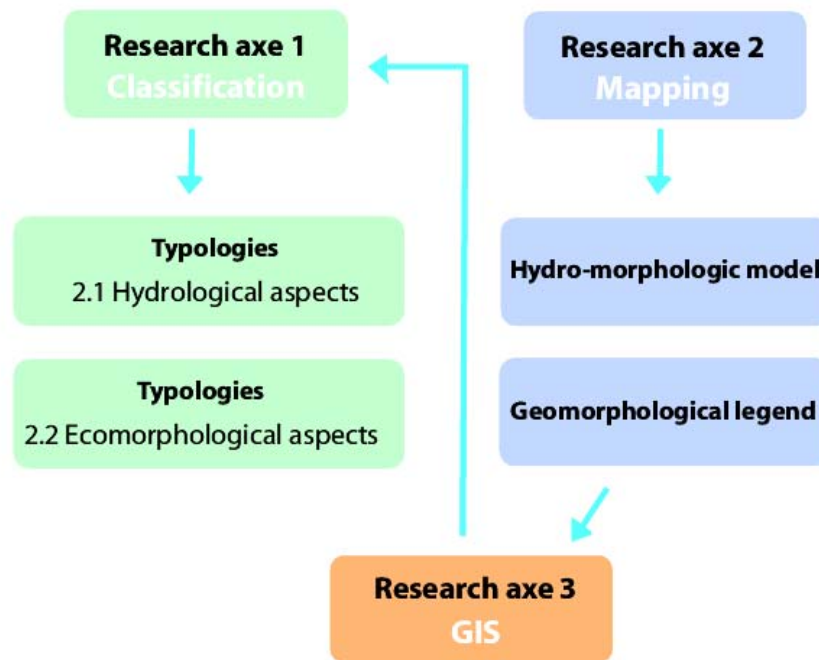 Research axe 1
Classification
Typologies
2.1 Hydrological aspects
Typologies
2.2 Ecomorphological aspects
Research axe 2
Mapping
Hydro-morphologic model
Geomorphological legend
Research axe 3
GIS